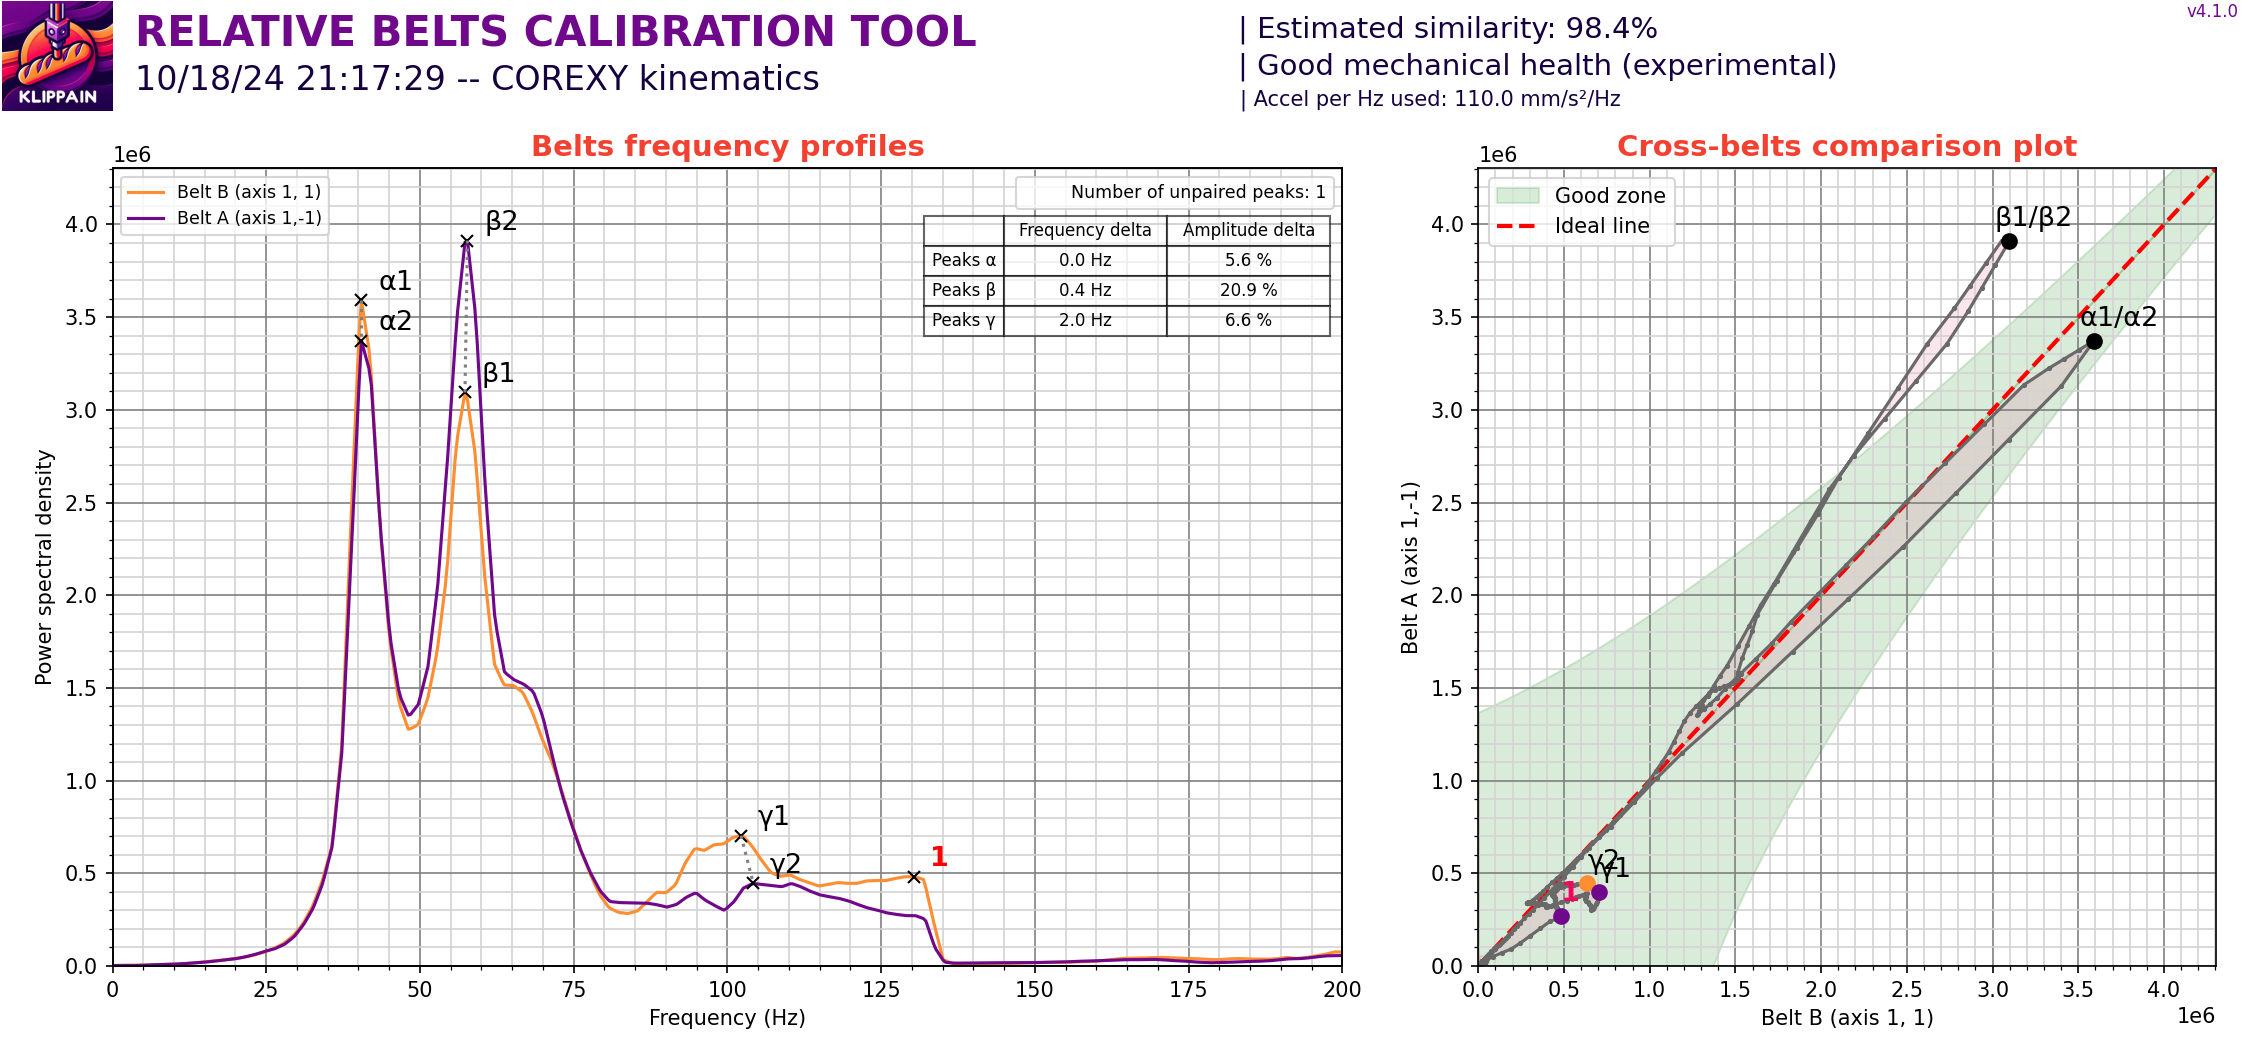 KLIPPAIN
RELATIVE BELTS CALIBRATION TOOL
10/18/24 21:17:29 -- COREXY kinematics
| Estimated similarity: 98.4%
| Good mechanical health (experimental)
| Accel per Hz used: 110.0 mm/s²/Hz
v4.1.0
Belts frequency profiles
1e6
Belt B (axis 1, 1)
Belt A (axis 1,-1)
Number of unpaired peaks: 1
Frequency delta Amplitude delta
Peaks α 0.0 Hz 5.6 %
Peaks β 0.4 Hz 20.9 %
Peaks γ 2.0 Hz 6.6 %
β2
α1
α2
β1
γ1
γ2
1
4.0
3.5
3.0
2.5
2.0
1.5
1.0
0.5
0.0
Power spectral density
0 25 50 75 100 125 150 175 200
Frequency (Hz)
Cross-belts comparison plot
1e6
Good zone
Ideal line
β1/β2
α1/α2
γ2
γ1
1
4.0
3.5
3.0
2.5
2.0
1.5
1.0
0.5
0.0
Belt A (axis 1,-1)
0.0 0.5 1.0 1.5 2.0 2.5 3.0 3.5 4.0
Belt B (axis 1, 1)
1e6